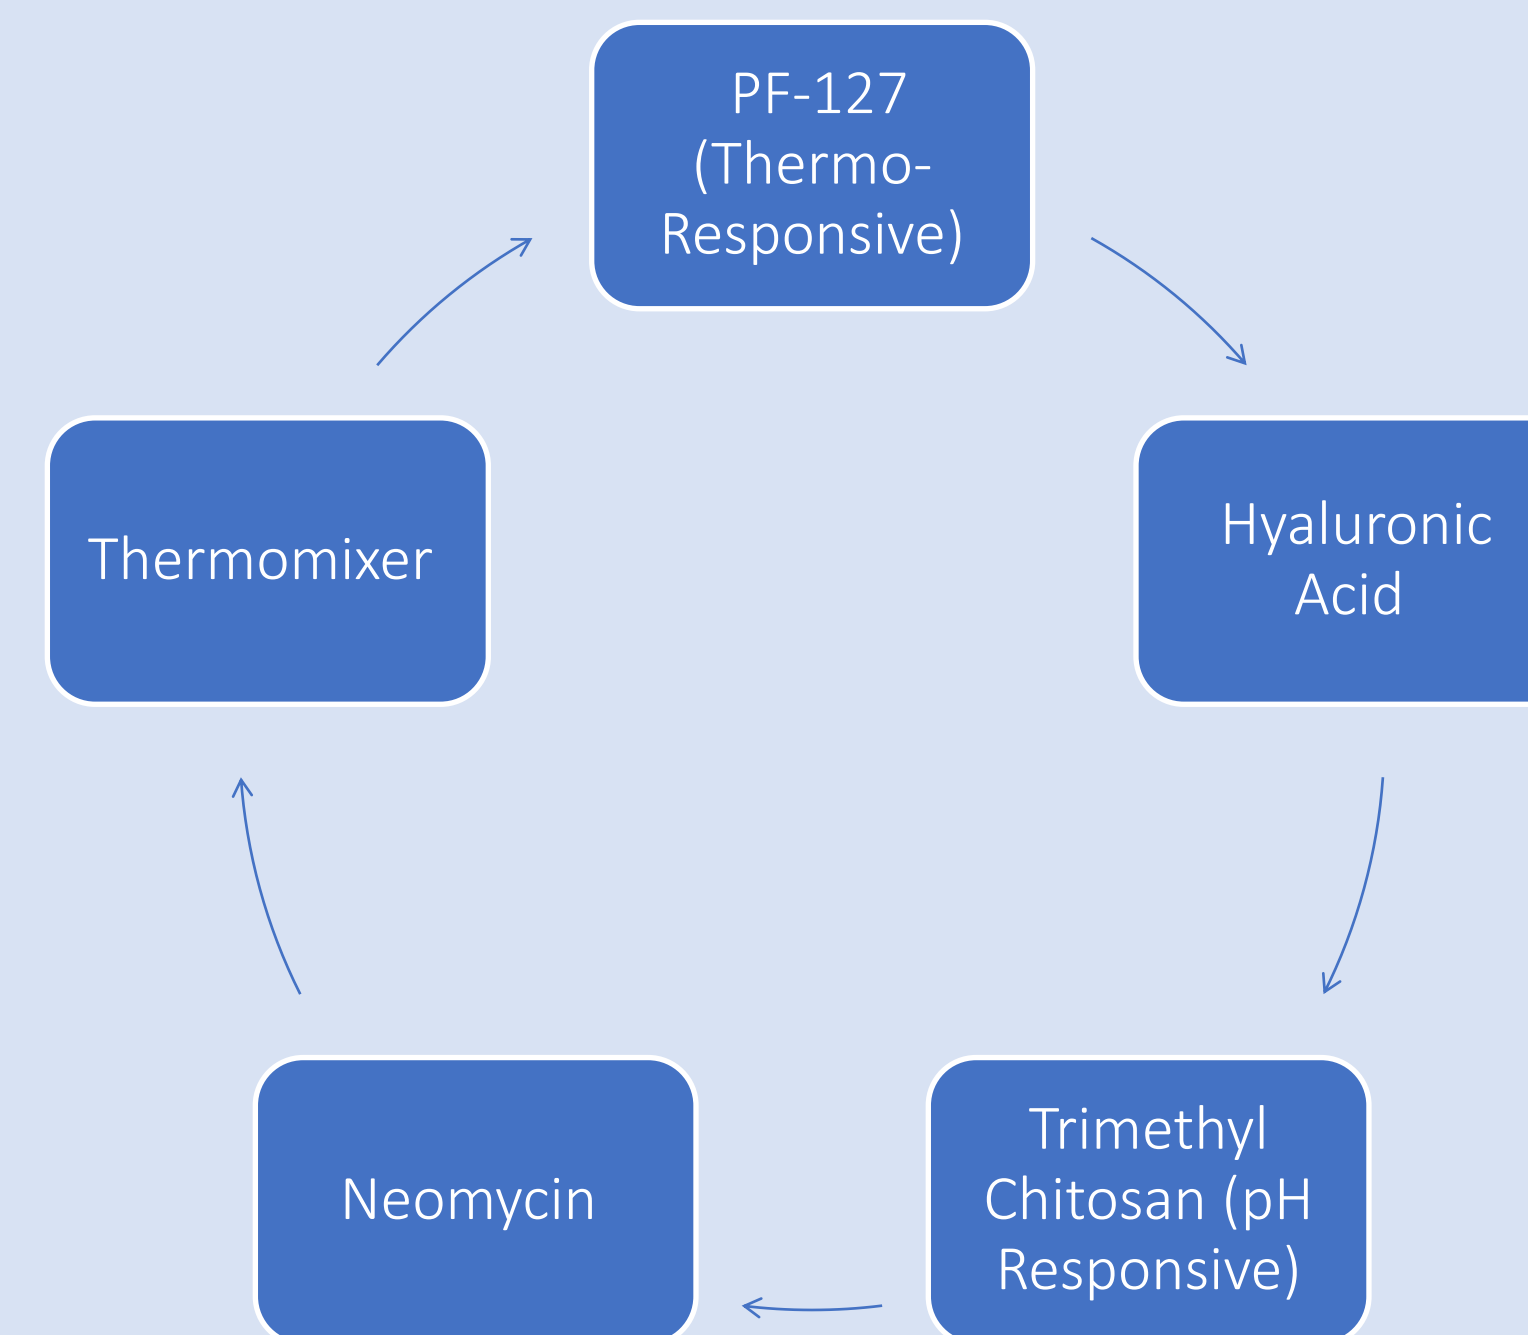 PF-127
(Thermo-
Responsive)
Thermomixer
Hyaluronic
Acid
Neomycin
Trimethyl
Chitosan (pH
Responsive)